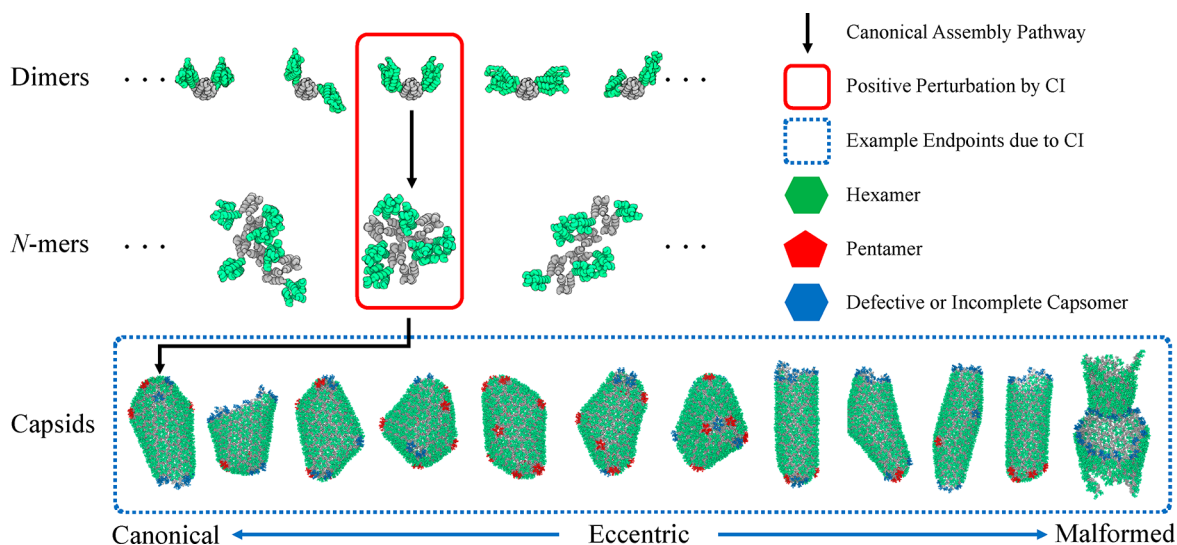 Dimers
. . .
. . .
N-mers
. . .
. . .
Capsids
Canonical
Eccentric
Malformed
Canonical Assembly Pathway
Positive Perturbation by CI
Example Endpoints due to CI
Hexamer
Pentamer
Defective or Incomplete Capsomer